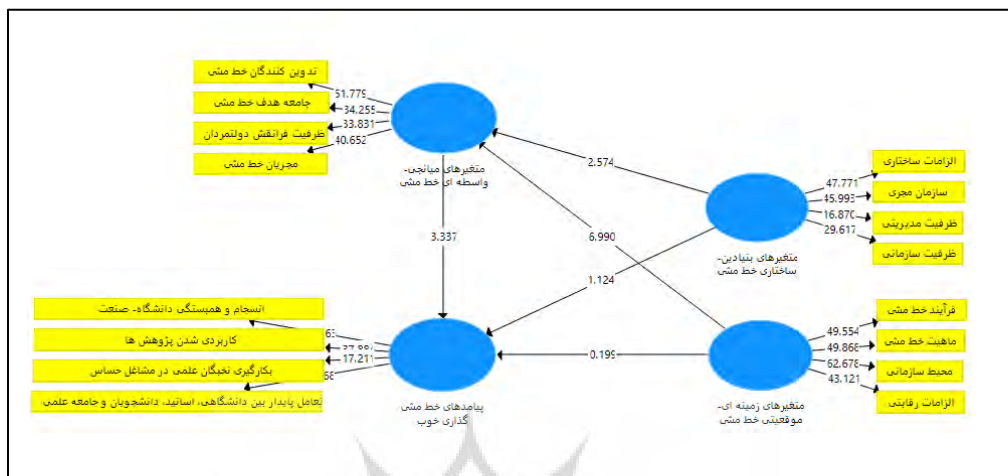 تدوین کنندگان خط مشی
جامعه هدف خط مشی
ظرفیت فرانقش دولتمردان
مجریان خط مشی
51.779
34.255
33.831
40.652
متغیرهای میانجی-
واسطه ای خط مشی
2.574
6.990
3.337
1.124
0.199
الزامات ساختاری
سازمان مجری
ظرفیت مدیریتی
ظرفیت سازمانی
47.771
45.993
16.870
29.617
متغیرهای بنیادین-
ساختاری خط مشی
انسجام و همبستگی دانشگاه- صنعت
کاربردی شدن پژوهش ها
بکارگیری نخبگان علمی در مشاغل حساس
تعامل پایدار بین دانشگاهی، اساتید، دانشجویان و جامعه علمی
17.211
پیامدهای خط مشی
گذاری خوب
فرآیند خط مشی
ماهیت خط مشی
محیط سازمانی
الزامات رقابتی
49.554
49.868
62.678
43.121
متغیرهای زمینه ای-
موقعیتی خط مشی